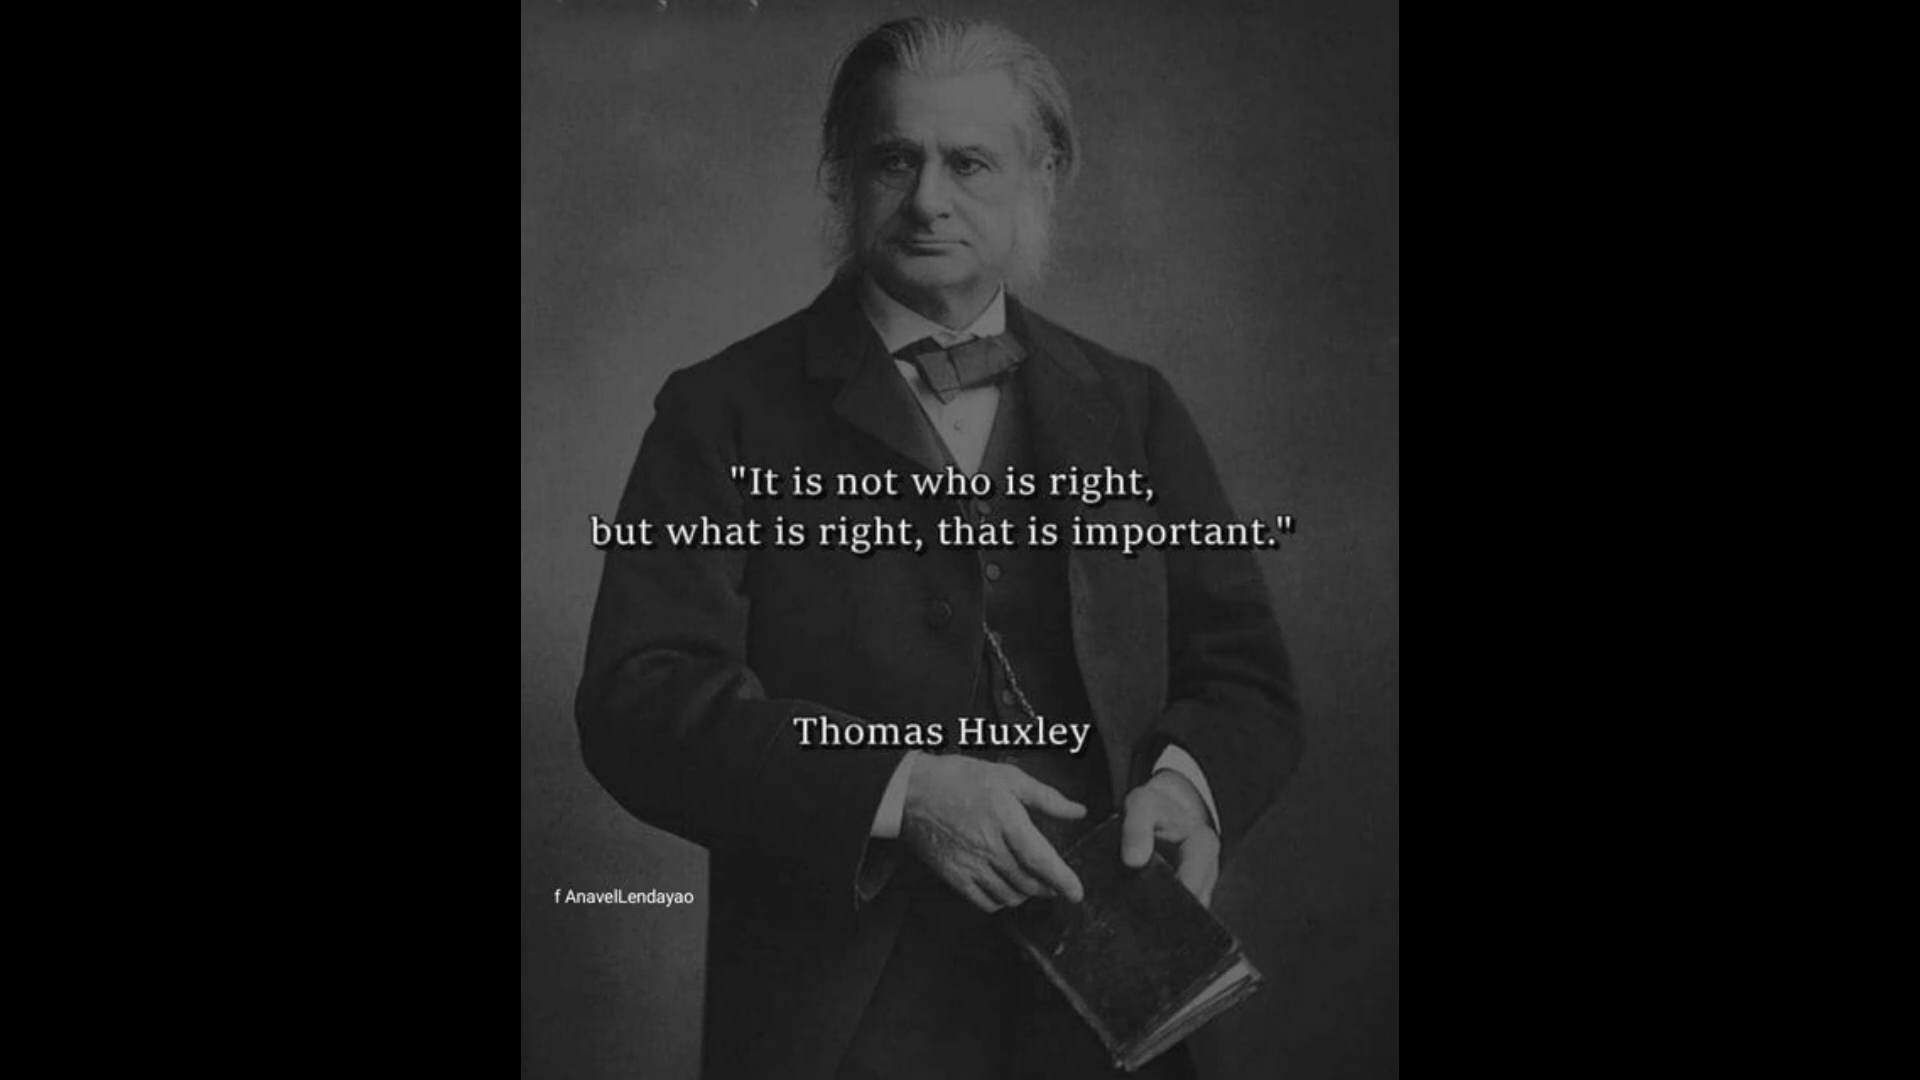 "It is not who is right,
but what is right, that is important."
Thomas Huxley
f AnavelLendayao